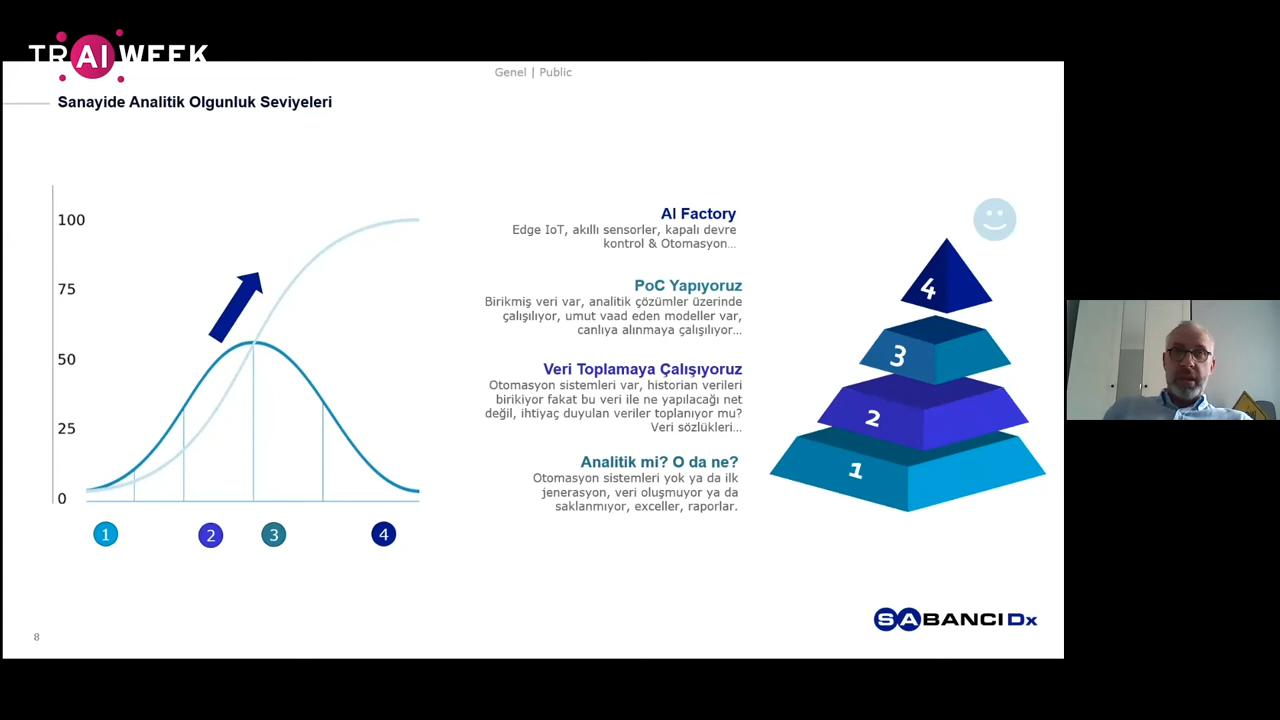 TRAI WEEK
Genel | Public
Sanayide Analitik Olgunluk Seviyeleri
100
75
50
25
0
1
2
3
4
AI Factory
Edge IoT, akıllı sensorler, kapalı devre
kontrol & Otomasyon...
PoC Yapıyoruz
Birikmiş veri var, analitik çözümler üzerinde
çalışılıyor, umut vaad eden modeller var,
canlıya alınmaya çalışılıyor...
Veri Toplamaya Çalışıyoruz
Otomasyon sistemleri var, historian verileri
birikiyor fakat bu veri ile ne yapılacağı net
değil, ihtiyaç duyulan veriler toplanıyor mu?
Veri sözlükleri...
Analitik mi? O da ne?
Otomasyon sistemleri yok ya da ilk
jenerasyon, veri oluşmuyor ya da
saklanmıyor, exceller, raporlar.
4
3
2
1
SABANCI Dx
8